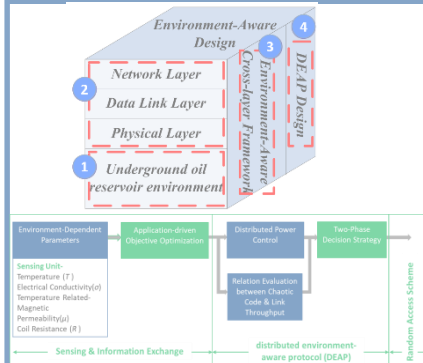 Environment-Aware
Design
4
3
2
1
Network Layer
Data Link Layer
Physical Layer
Underground oil
reservoir environment
Environment-Aware
Cross-layer Framework
DEAP Design
Environment-Dependent
Parameters
Application-driven
Objective Optimization
Distributed Power
Control
Two-Phase
Decision Strategy
Sensing Unit-
Temperature (T )
Electrical Conductivity(σ)
Temperature Related-
Magnetic
Permeability(μ)
Coil Resistance (R )
Relation Evaluation
between Chaotic
Code & Link
Throughput
Random Access Scheme
Sensing & Information Exchange
distributed environment-
aware protocol (DEAP)